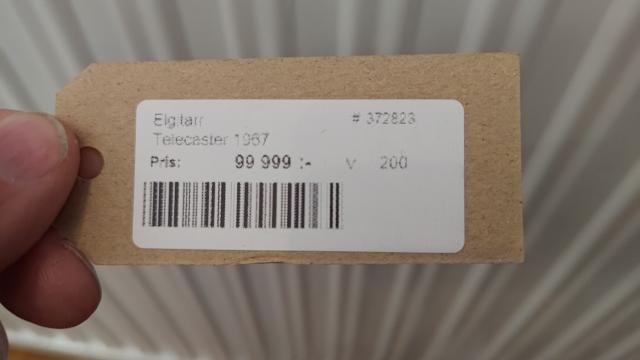 Elgitarr # 372823
Telecaster 1967
Pris: 99 999 :- V 200